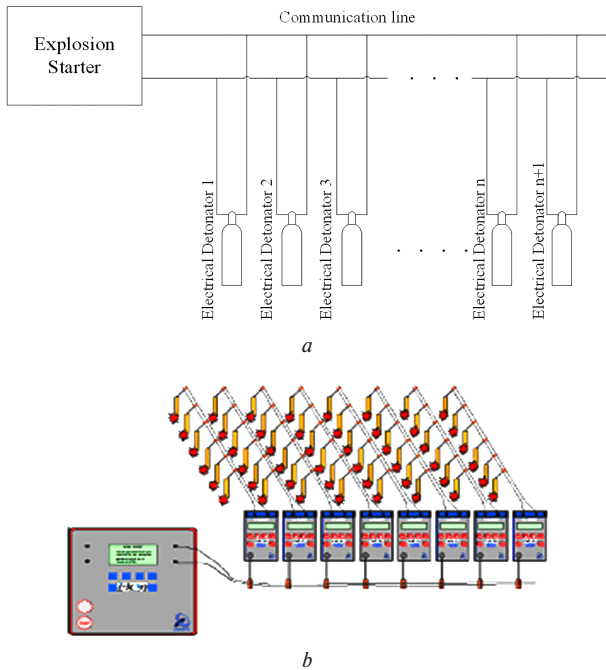 Communication line
Explosion
Starter
Electrical Detonator 1
Electrical Detonator 2
Electrical Detonator 3
Electrical Detonator n
Electrical Detonator n+1
a
b